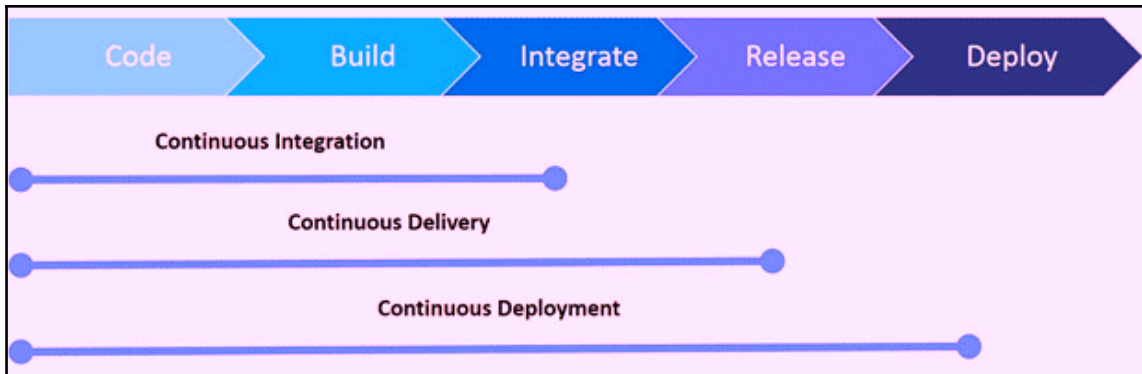 Code Build Integrate Release Deploy
Continuous Integration
Continuous Delivery
Continuous Deployment